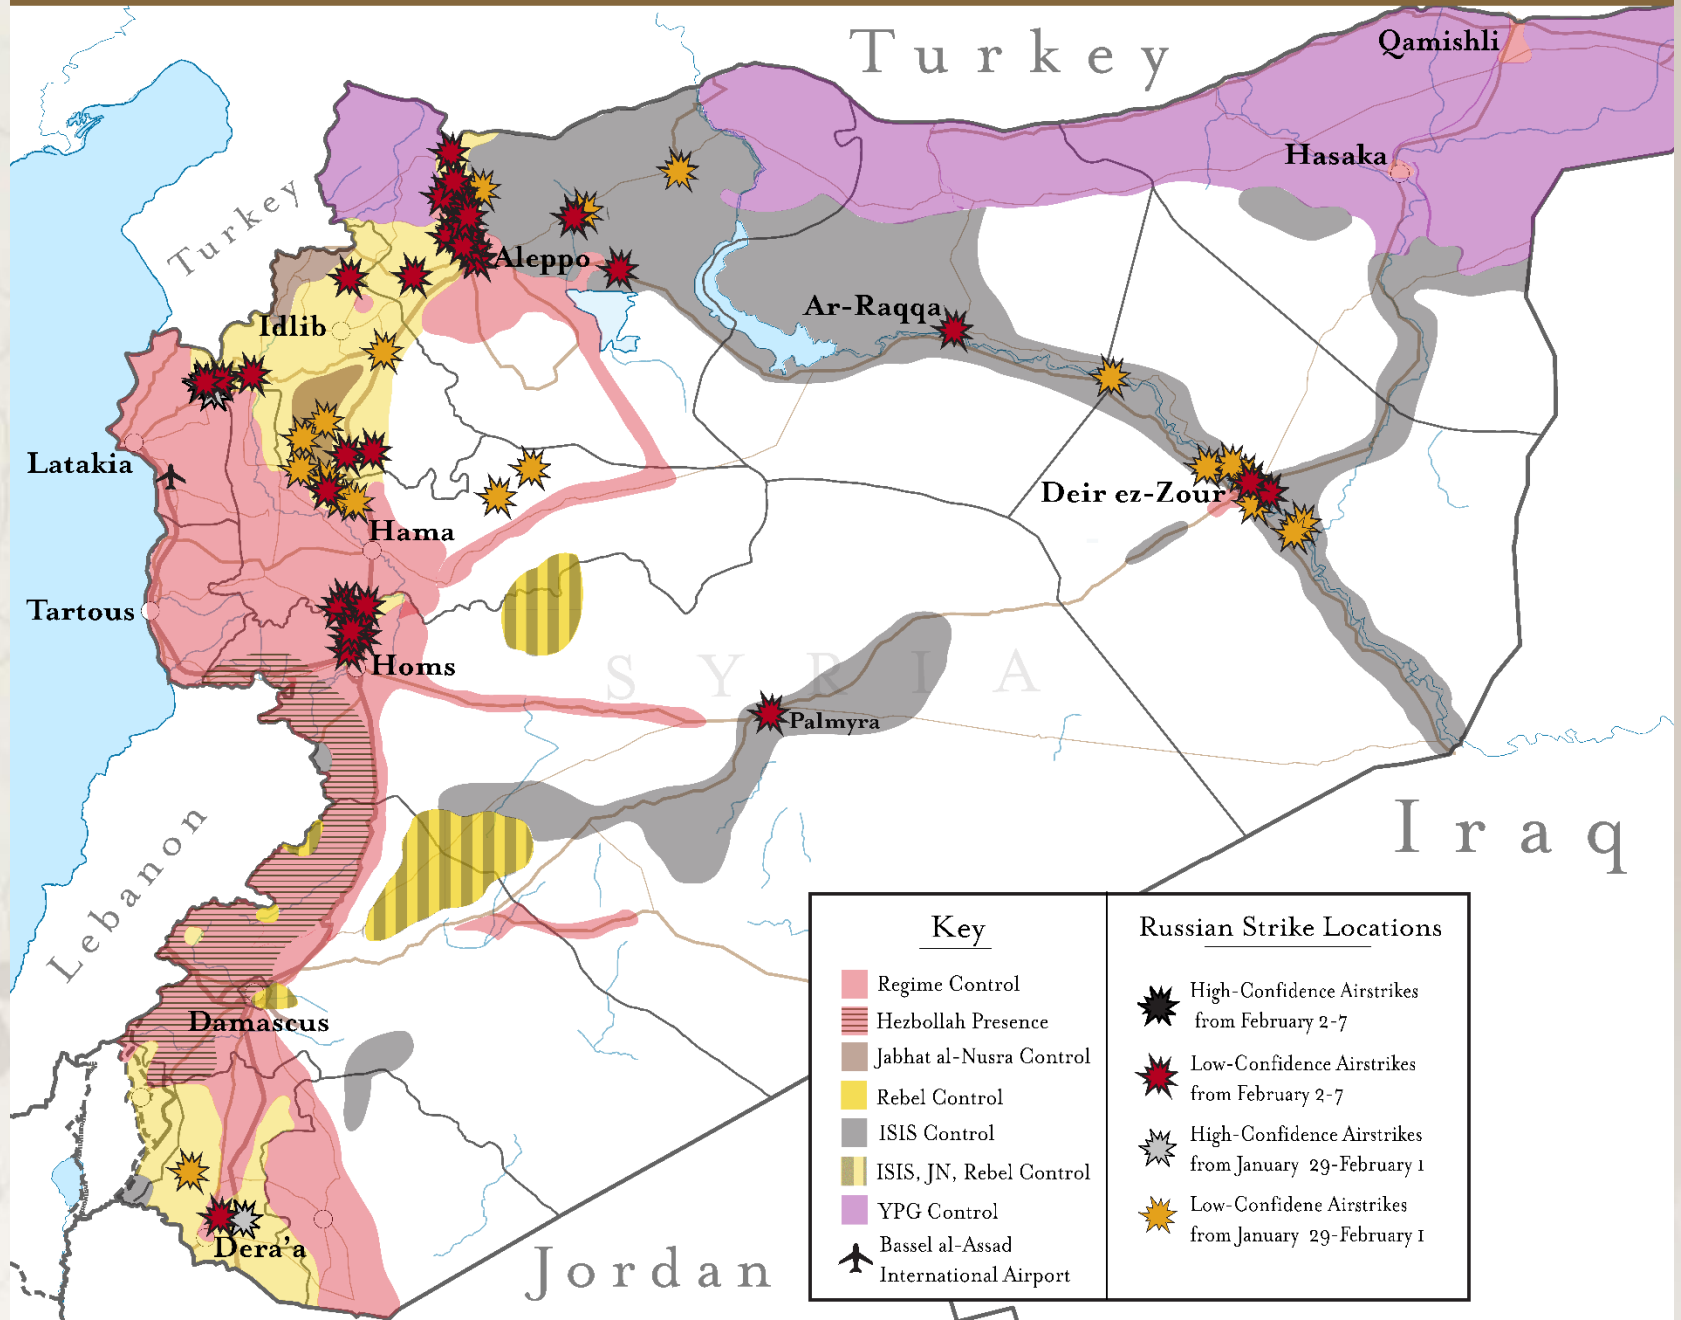 Turkey
Qamishli
Hasaka
Turkey
Aleppo
Ar-Raqqa
Idlib
Latakia
Deir ez-Zour
Hama
Tartous
Homs
SYRIA
Palmyra
Iraq
Lebanon
Damascus
Dera'a
Jordan
Key
Regime Control
Hezbollah Presence
Jabhat al-Nusra Control
Rebel Control
ISIS Control
ISIS, JN, Rebel Control
YPG Control
Bassel al-Assad
International Airport
Russian Strike Locations
High-Confidence Airstrikes
from February 2-7
Low-Confidence Airstrikes
from February 2-7
High-Confidence Airstrikes
from January 29-February 1
Low-Confidene Airstrikes
from January 29-February 1